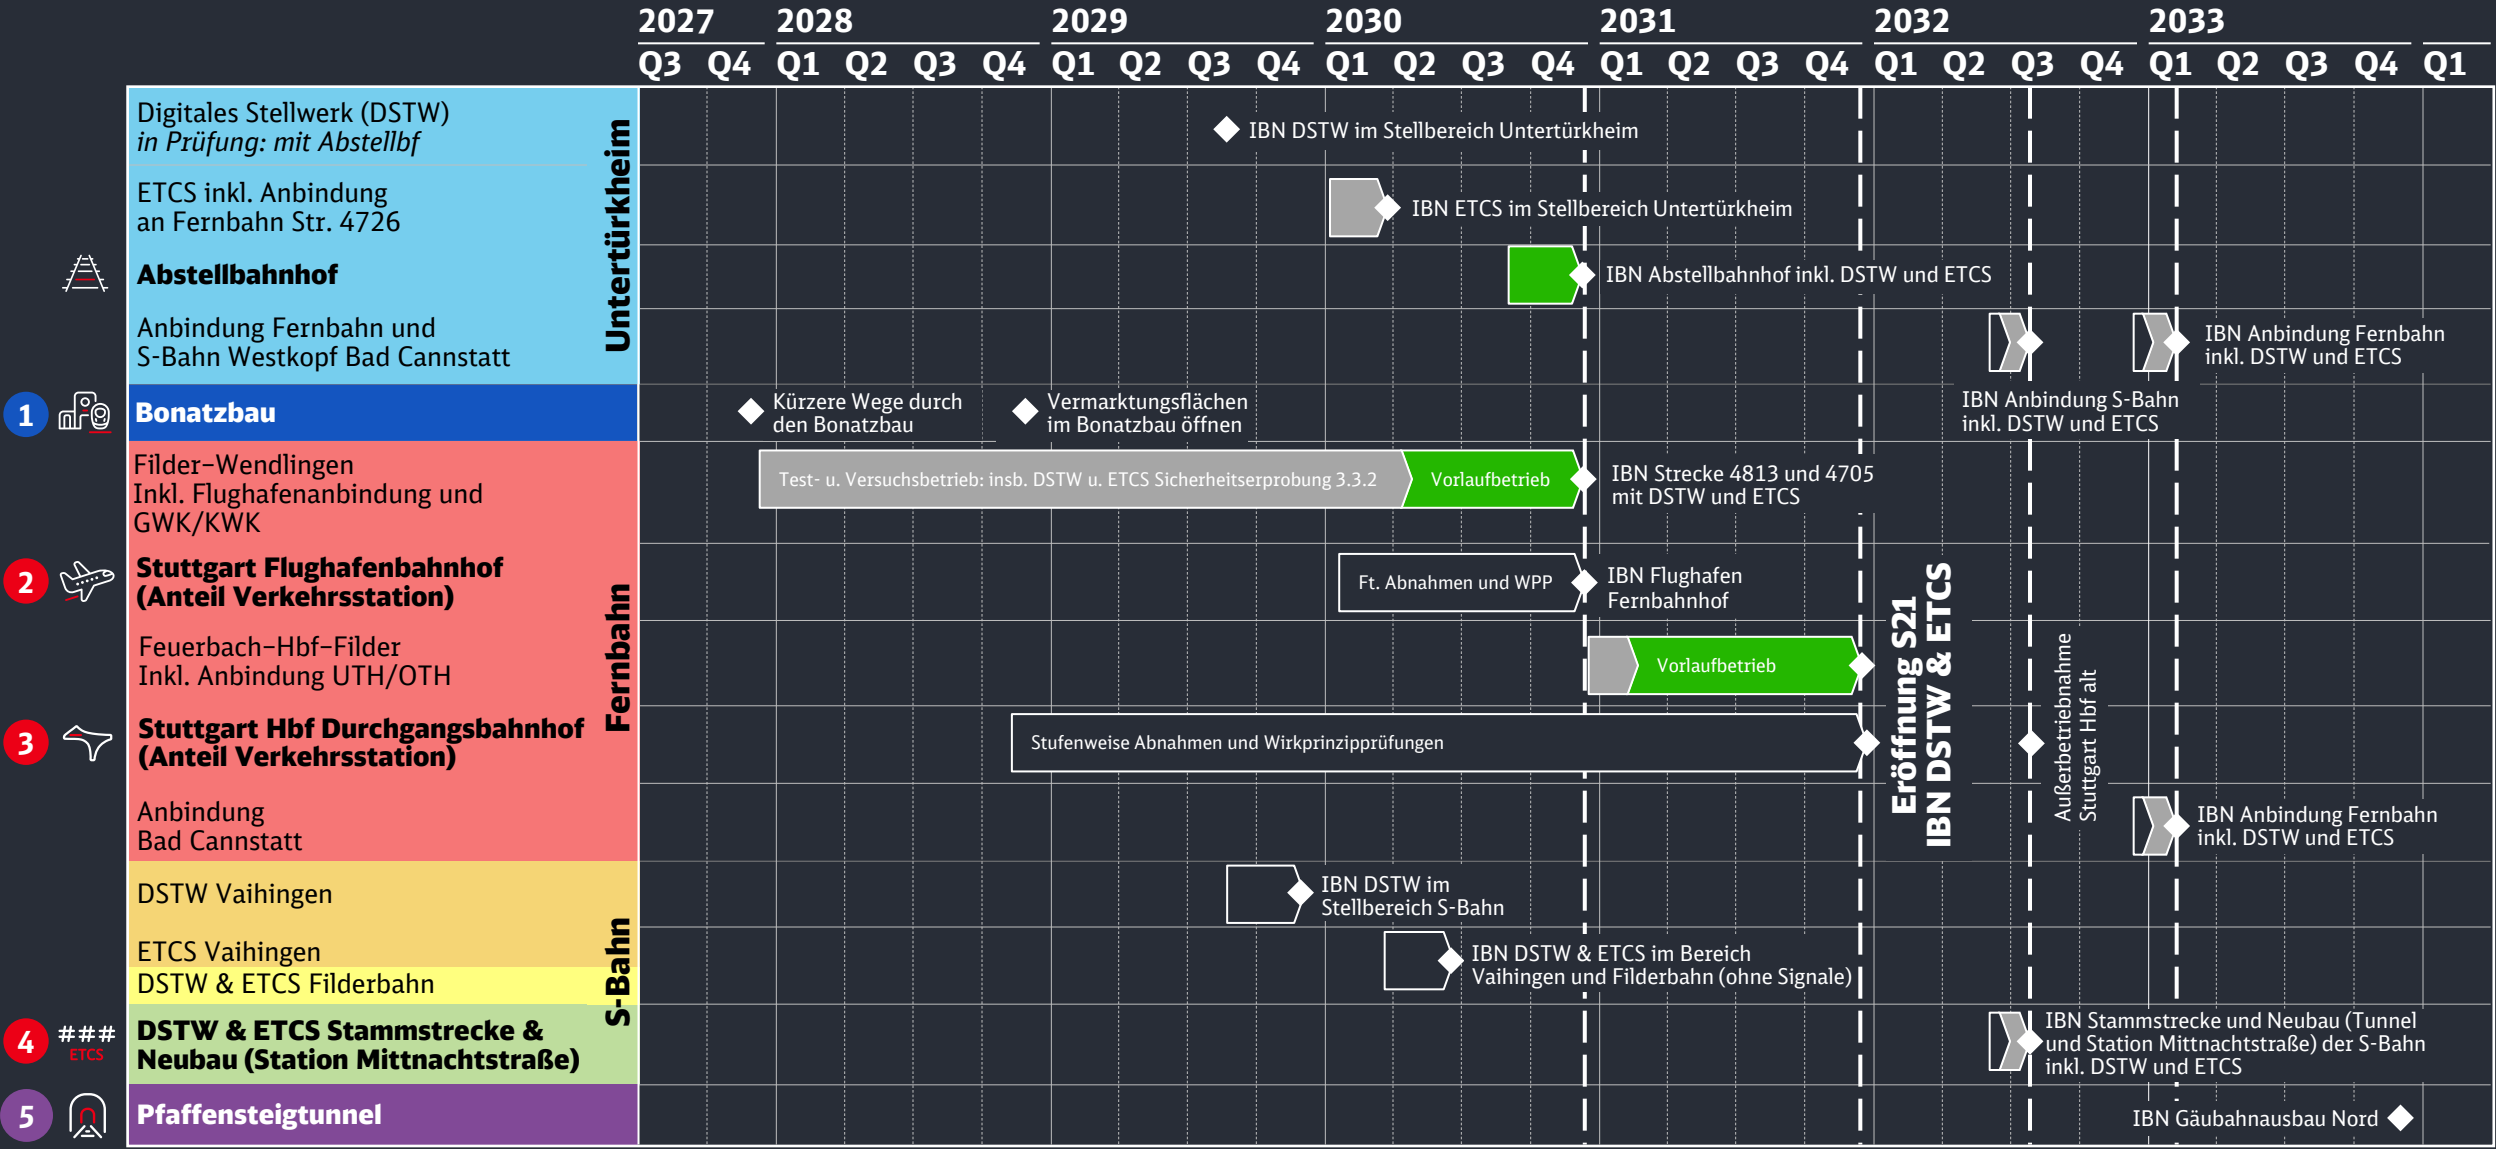 2027 2028 2029 2030 2031 2032 2033
Q3 Q4 Q1 Q2 Q3 Q4 Q1 Q2 Q3 Q4 Q1 Q2 Q3 Q4 Q1 Q2 Q3 Q4 Q1 Q2 Q3 Q4 Q1 Q2 Q3 Q4 Q1
Untertürkheim
Digitales Stellwerk (DSTW)
in Prüfung: mit Abstellbf
IBN DSTW im Stellbereich Untertürkheim
ETCS inkl. Anbindung
an Fernbahn Str. 4726
IBN ETCS im Stellbereich Untertürkheim
Abstellbahnhof
IBN Abstellbahnhof inkl. DSTW und ETCS
Anbindung Fernbahn und
S-Bahn Westkopf Bad Cannstatt
IBN Anbindung Fernbahn
inkl. DSTW und ETCS
IBN Anbindung S-Bahn
inkl. DSTW und ETCS
1
Bonatzbau
Kürzere Wege durch
den Bonatzbau
Vermarktungsflächen
im Bonatzbau öffnen
Fernbahn
Filder–Wendlingen
Inkl. Flughafenanbindung und
GWK/KWK
Test- u. Versuchsbetrieb: insb. DSTW u. ETCS Sicherheitserprobung 3.3.2
Vorlaufbetrieb
IBN Strecke 4813 und 4705
mit DSTW und ETCS
2
Stuttgart Flughafenbahnhof
(Anteil Verkehrsstation)
Ft. Abnahmen und WPP
IBN Flughafen
Fernbahnhof
Feuerbach–Hbf–Filder
Inkl. Anbindung UTH/OTH
Vorlaufbetrieb
Eröffnung S21
IBN DSTW & ETCS
3
Stuttgart Hbf Durchgangsbahnhof
(Anteil Verkehrsstation)
Stufenweise Abnahmen und Wirkprinzipprüfungen
Außerbetriebnahme
Stuttgart Hbf alt
Anbindung
Bad Cannstatt
IBN Anbindung Fernbahn
inkl. DSTW und ETCS
S-Bahn
DSTW Vaihingen
IBN DSTW im
Stellbereich S-Bahn
ETCS Vaihingen
DSTW & ETCS Filderbahn
IBN DSTW & ETCS im Bereich
Vaihingen und Filderbahn (ohne Signale)
4
###
ETCS
DSTW & ETCS Stammstrecke &
Neubau (Station Mittnachtstraße)
IBN Stammstrecke und Neubau (Tunnel
und Station Mittnachtstraße) der S-Bahn
inkl. DSTW und ETCS
5
Pfaffensteigtunnel
IBN Gäubahnausbau Nord